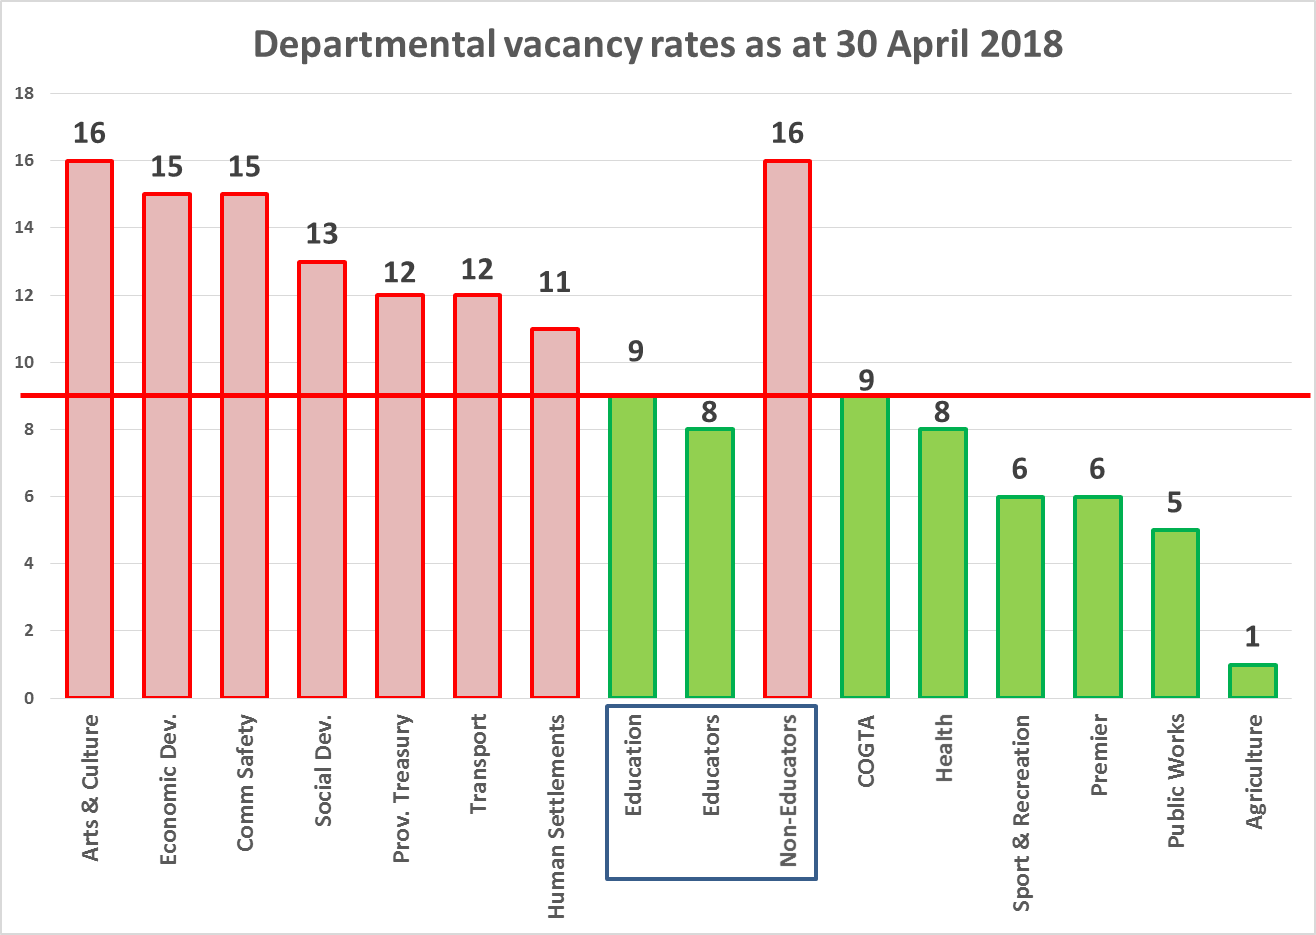 Departmental vacancy rates as at 30 April 2018
18
16
14
12
10
8
6
4
2
0
16
15
15
13
12
12
11
9
8
16
9
8
6
6
5
1
Arts & Culture
Economic Dev.
Comm Safety
Social Dev.
Prov. Treasury
Transport
Human Settlements
Education
Educators
Non-Educators
COGTA
Health
Sport & Recreation
Premier
Public Works
Agriculture